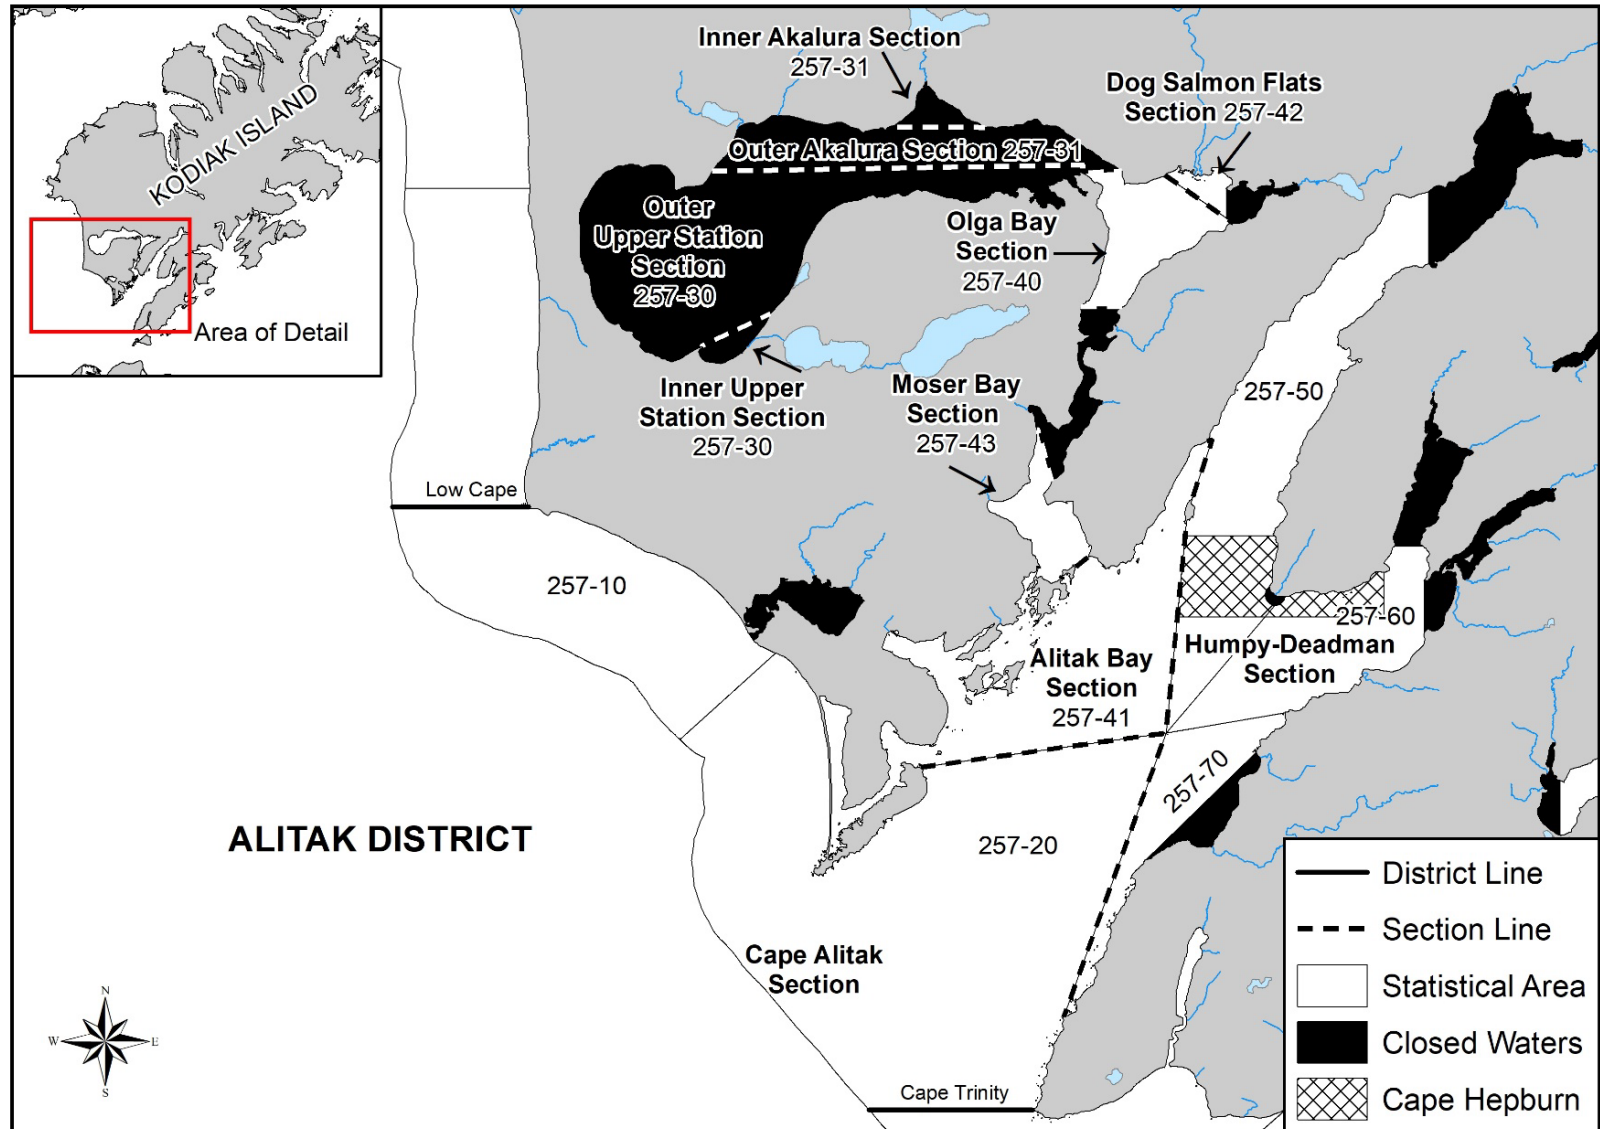 KODIAK ISLAND
Area of Detail
Inner Akalura Section
257-31
Dog Salmon Flats
Section 257-42
Outer Akalura Section 257-31
Outer
Upper Station
Section
257-30
Olga Bay
Section
257-40
Inner Upper
Station Section
257-30
Moser Bay
Section
257-43
257-50
Low Cape
257-10
257-60
Humpy-Deadman
Section
Alitak Bay
Section
257-41
257-70
257-20
ALITAK DISTRICT
Cape Alitak
Section
Cape Trinity
N
W
E
S
District Line
Section Line
Statistical Area
Closed Waters
Cape Hepburn